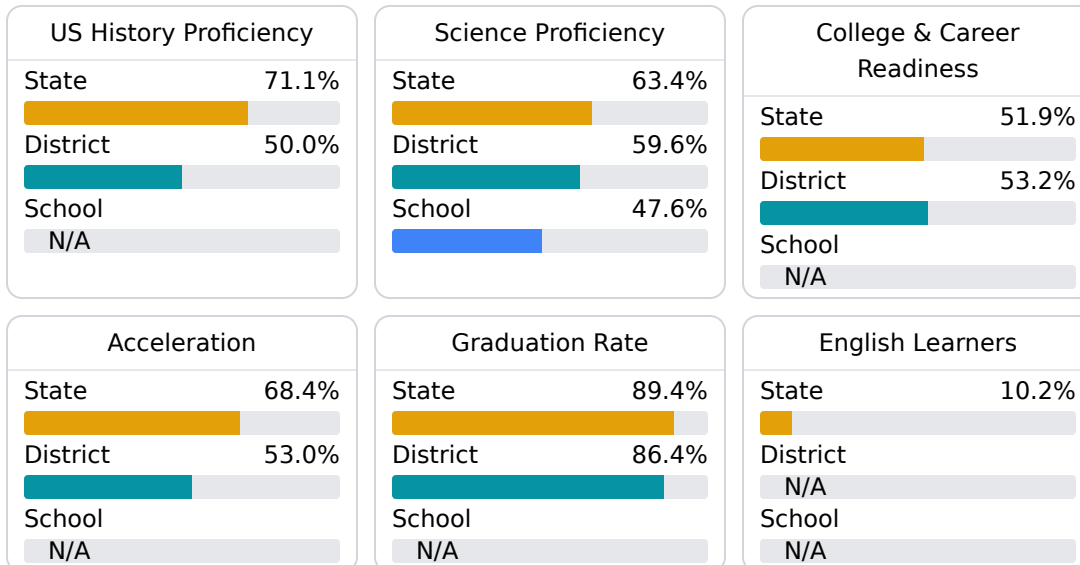 US History Proficiency
State 71.1%
District 50.0%
School
N/A
Science Proficiency
State 63.4%
District 59.6%
School 47.6%
College & Career
Readiness
State 51.9%
District 53.2%
School
N/A
Acceleration
State 68.4%
District 53.0%
School
N/A
Graduation Rate
State 89.4%
District 86.4%
School
N/A
English Learners
State 10.2%
District
N/A
School
N/A